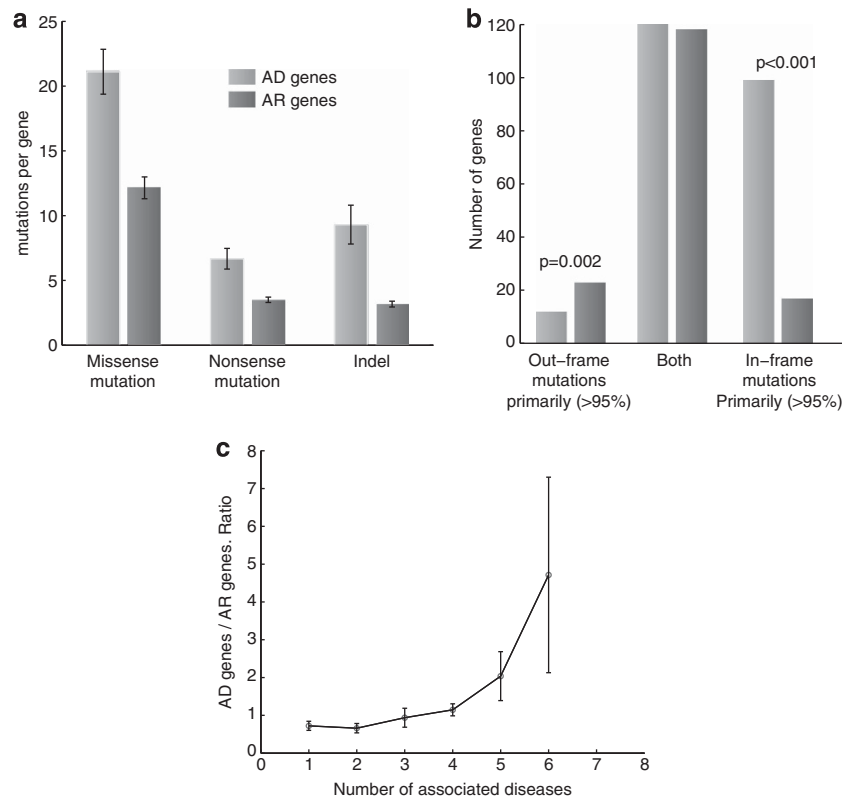 a
25
20
15
10
5
0
mutations per gene
AD genes
AR genes
Missense
mutation
Nonsense
mutation
Indel
b
120
100
80
60
40
20
0
Number of genes
p=0.002
p<0.001
Out–frame
mutations
primarily (>95%)
Both
In–frame
mutations
Primarily (>95%)
c
8
7
6
5
4
3
2
1
0
AD genes / AR genes. Ratio
0 1 2 3 4 5 6 7 8
Number of associated diseases